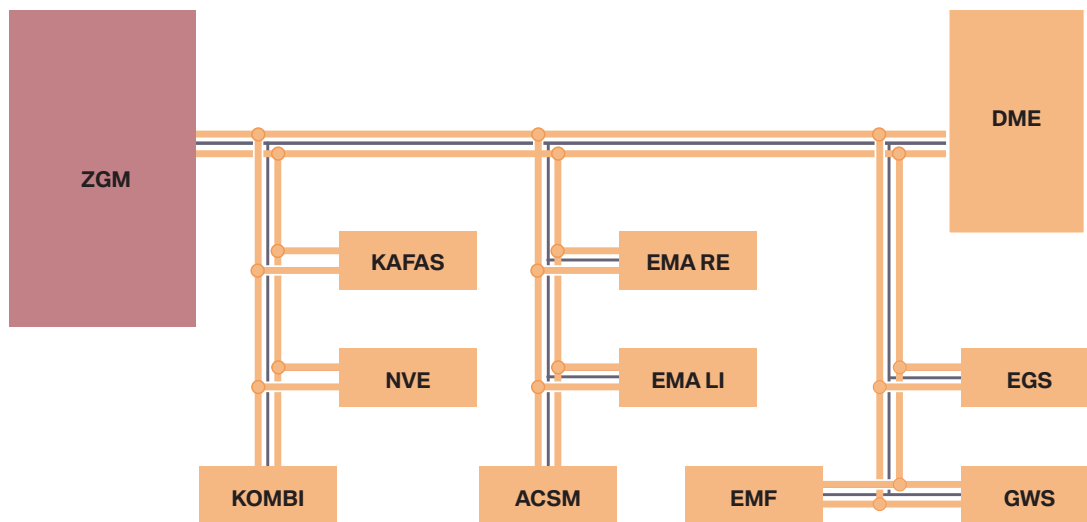 DME
ZGM
KAFAS
EMA RE
NVE
EMA LI
EGS
KOMBI
ACSM
EMF
GWS